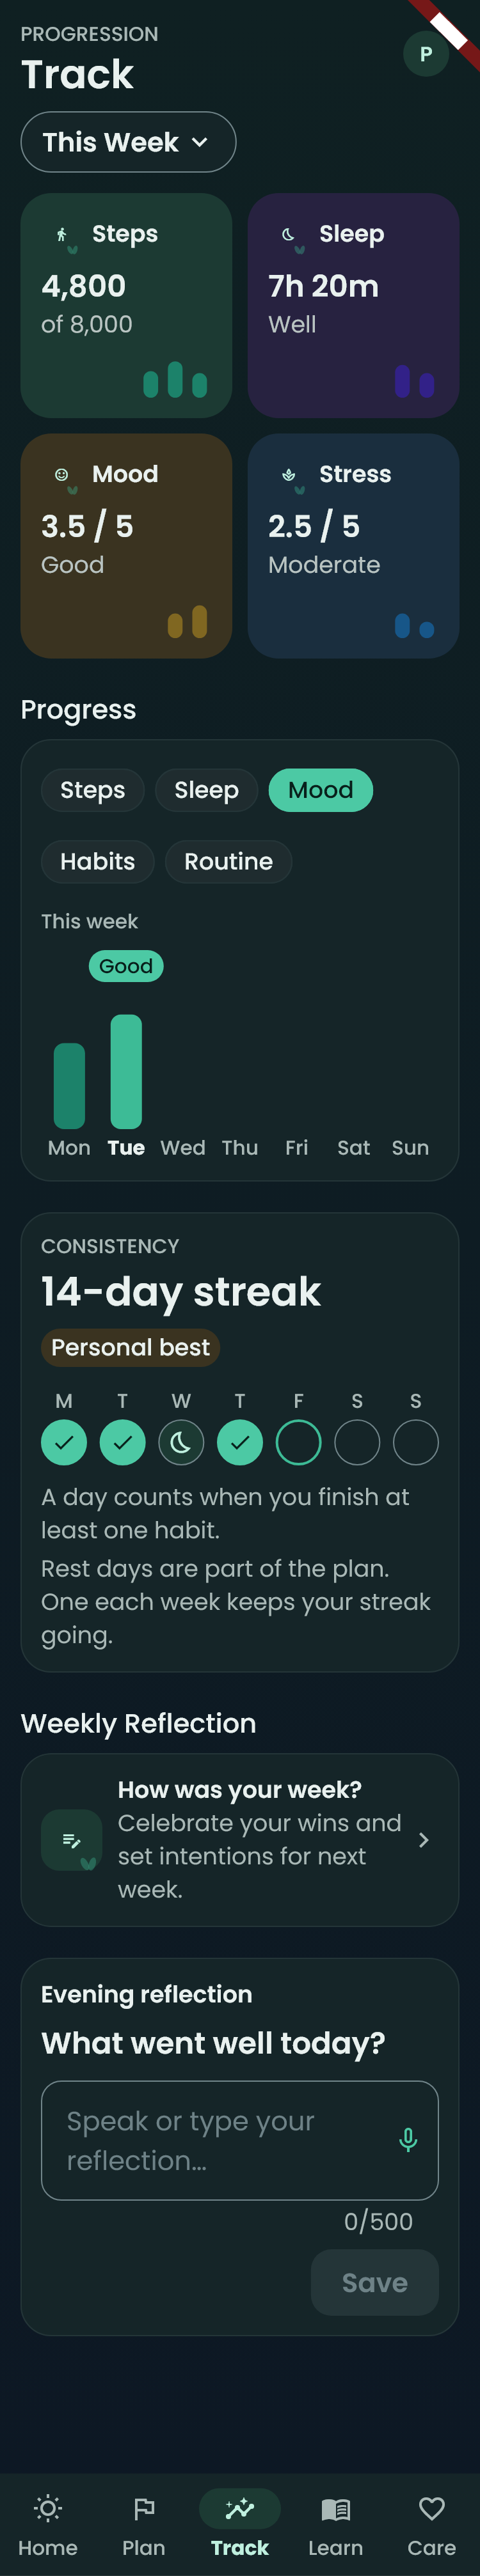 PROGRESSION
Track
P
This Week
Steps
4,800
of 8,000
Sleep
7h 20m
Well
Mood
3.5 / 5
Good
Stress
2.5 / 5
Moderate
Progress
Steps Sleep Mood
Habits Routine
This week
Good
Mon Tue Wed Thu Fri Sat Sun
CONSISTENCY
14-day streak
Personal best
M T W T F S S
A day counts when you finish at
least one habit.
Rest days are part of the plan.
One each week keeps your streak
going.
Weekly Reflection
How was your week?
Celebrate your wins and
set intentions for next
week.
Evening reflection
What went well today?
Speak or type your
reflection...
0/500
Save
Home Plan Track Learn Care